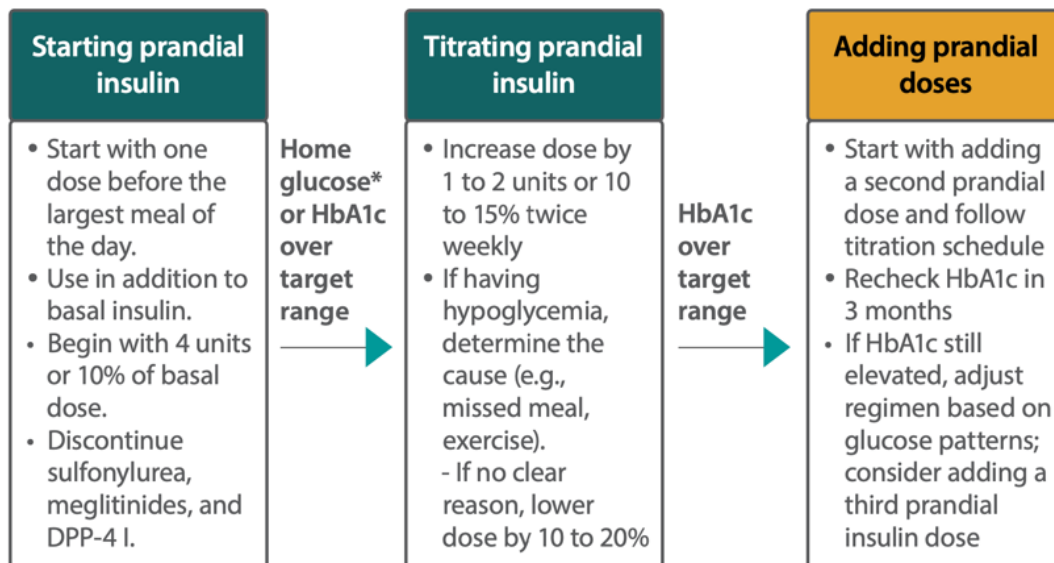 Starting prandial
insulin
• Start with one
dose before the
largest meal of
the day.
• Use in addition to
basal insulin.
• Begin with 4 units
or 10% of basal
dose.
• Discontinue
sulfonylurea,
meglitinides, and
DPP-4 I.
Home
glucose*
or HbA1c
over
target
range
Titrating prandial
insulin
• Increase dose by
1 to 2 units or 10
to 15% twice
weekly
• If having
hypoglycemia,
determine the
cause (e.g.,
missed meal,
exercise).
- If no clear
reason, lower
dose by 10 to 20%
HbA1c
over
target
range
Adding prandial
doses
• Start with adding
a second prandial
dose and follow
titration schedule
• Recheck HbA1c in
3 months
• If HbA1c still
elevated, adjust
regimen based on
glucose patterns;
consider adding a
third prandial
insulin dose